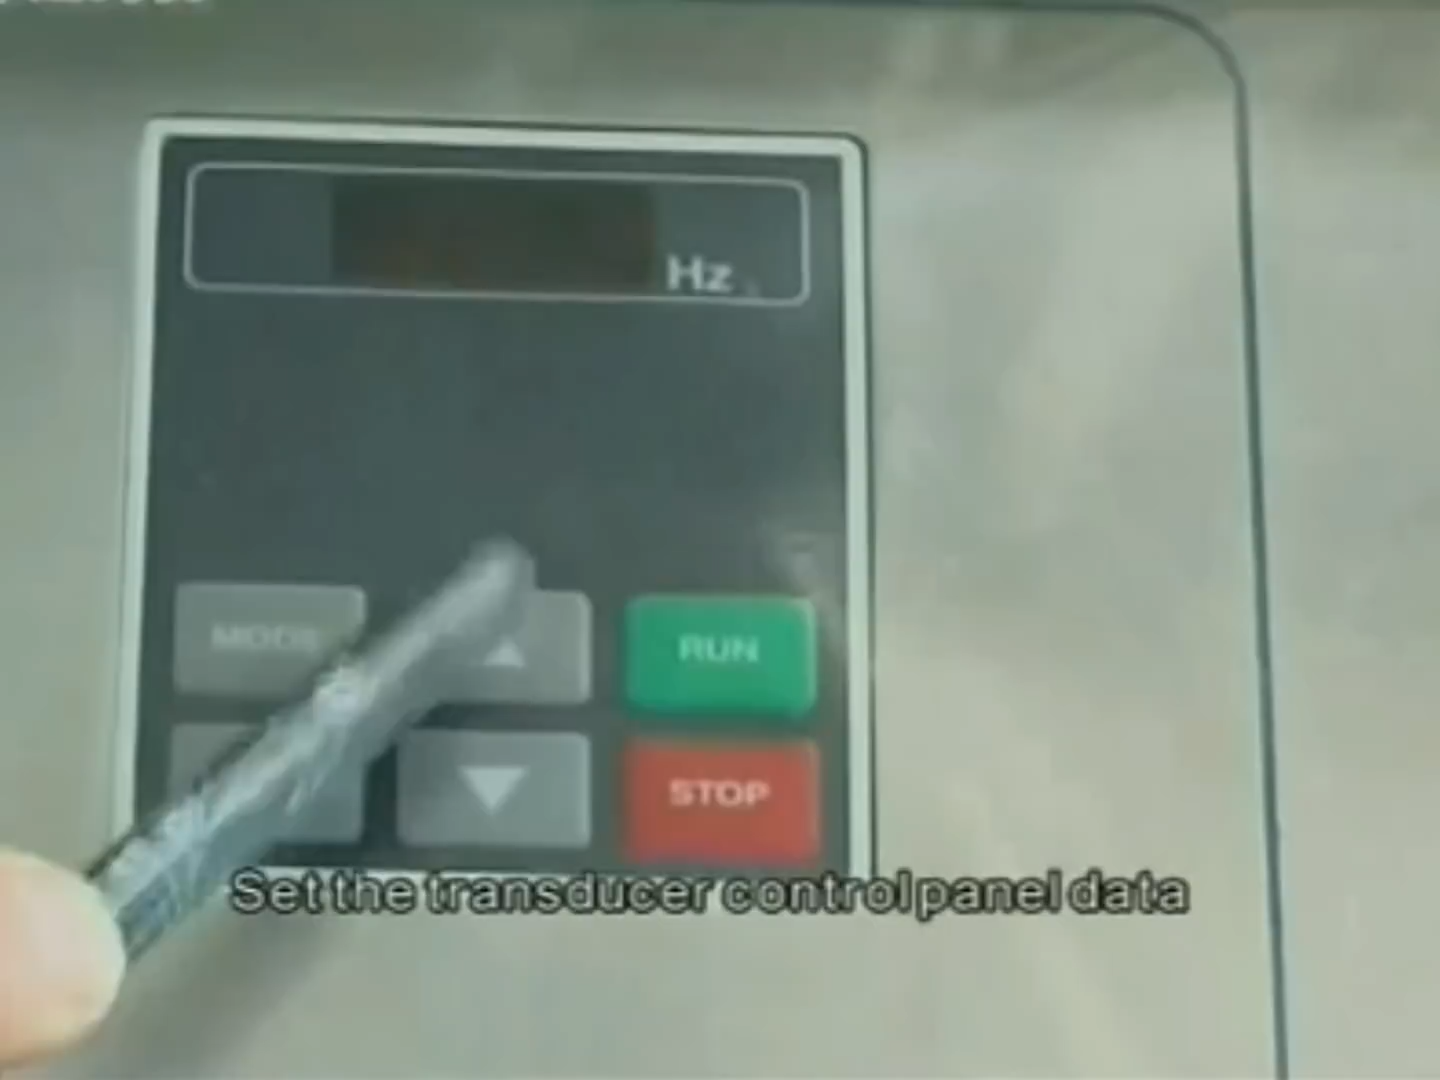 Hz
MODE
RUN
STOP
Set the transducer control panel data